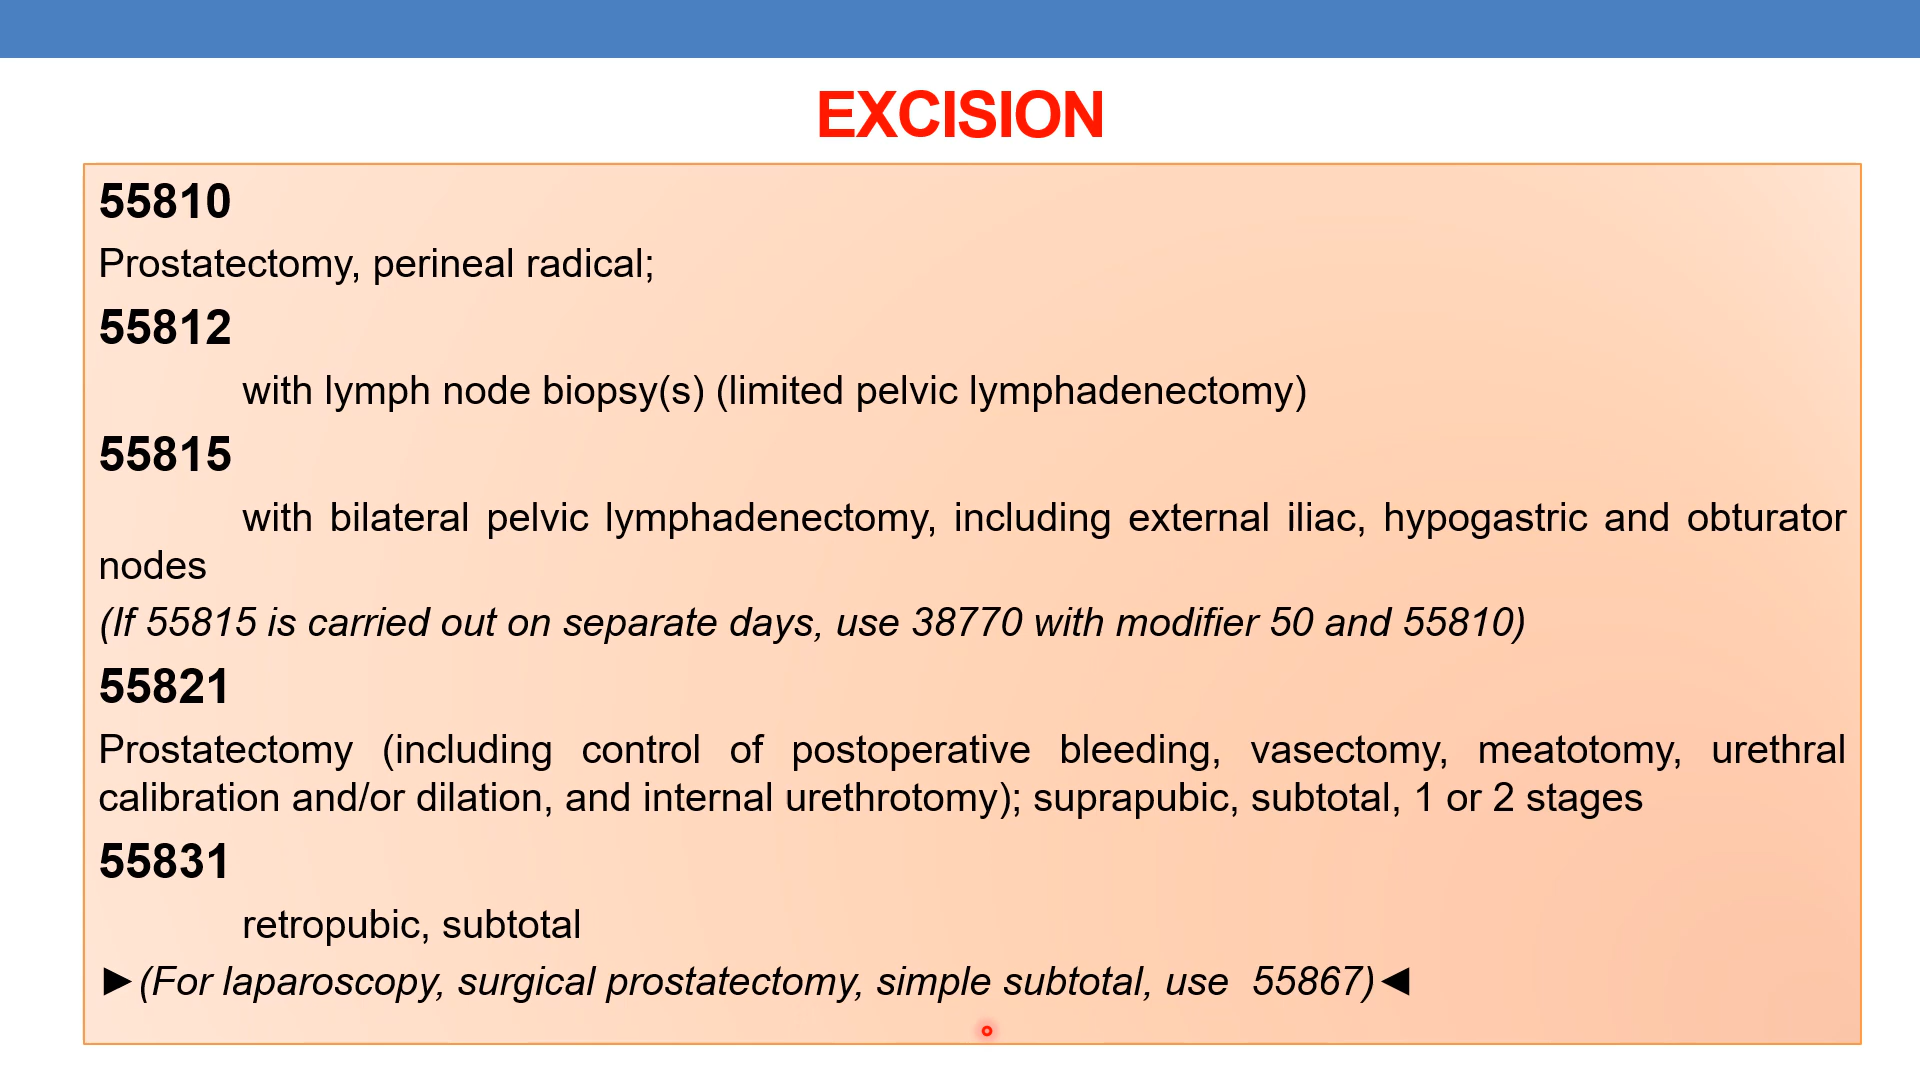 EXCISION
55810
Prostatectomy, perineal radical;
55812
with lymph node biopsy(s) (limited pelvic lymphadenectomy)
55815
with bilateral pelvic lymphadenectomy, including external iliac, hypogastric and obturator
nodes
(If 55815 is carried out on separate days, use 38770 with modifier 50 and 55810)
55821
Prostatectomy (including control of postoperative bleeding, vasectomy, meatotomy, urethral
calibration and/or dilation, and internal urethrotomy); suprapubic, subtotal, 1 or 2 stages
55831
retropubic, subtotal
►(For laparoscopy, surgical prostatectomy, simple subtotal, use 55867)◄